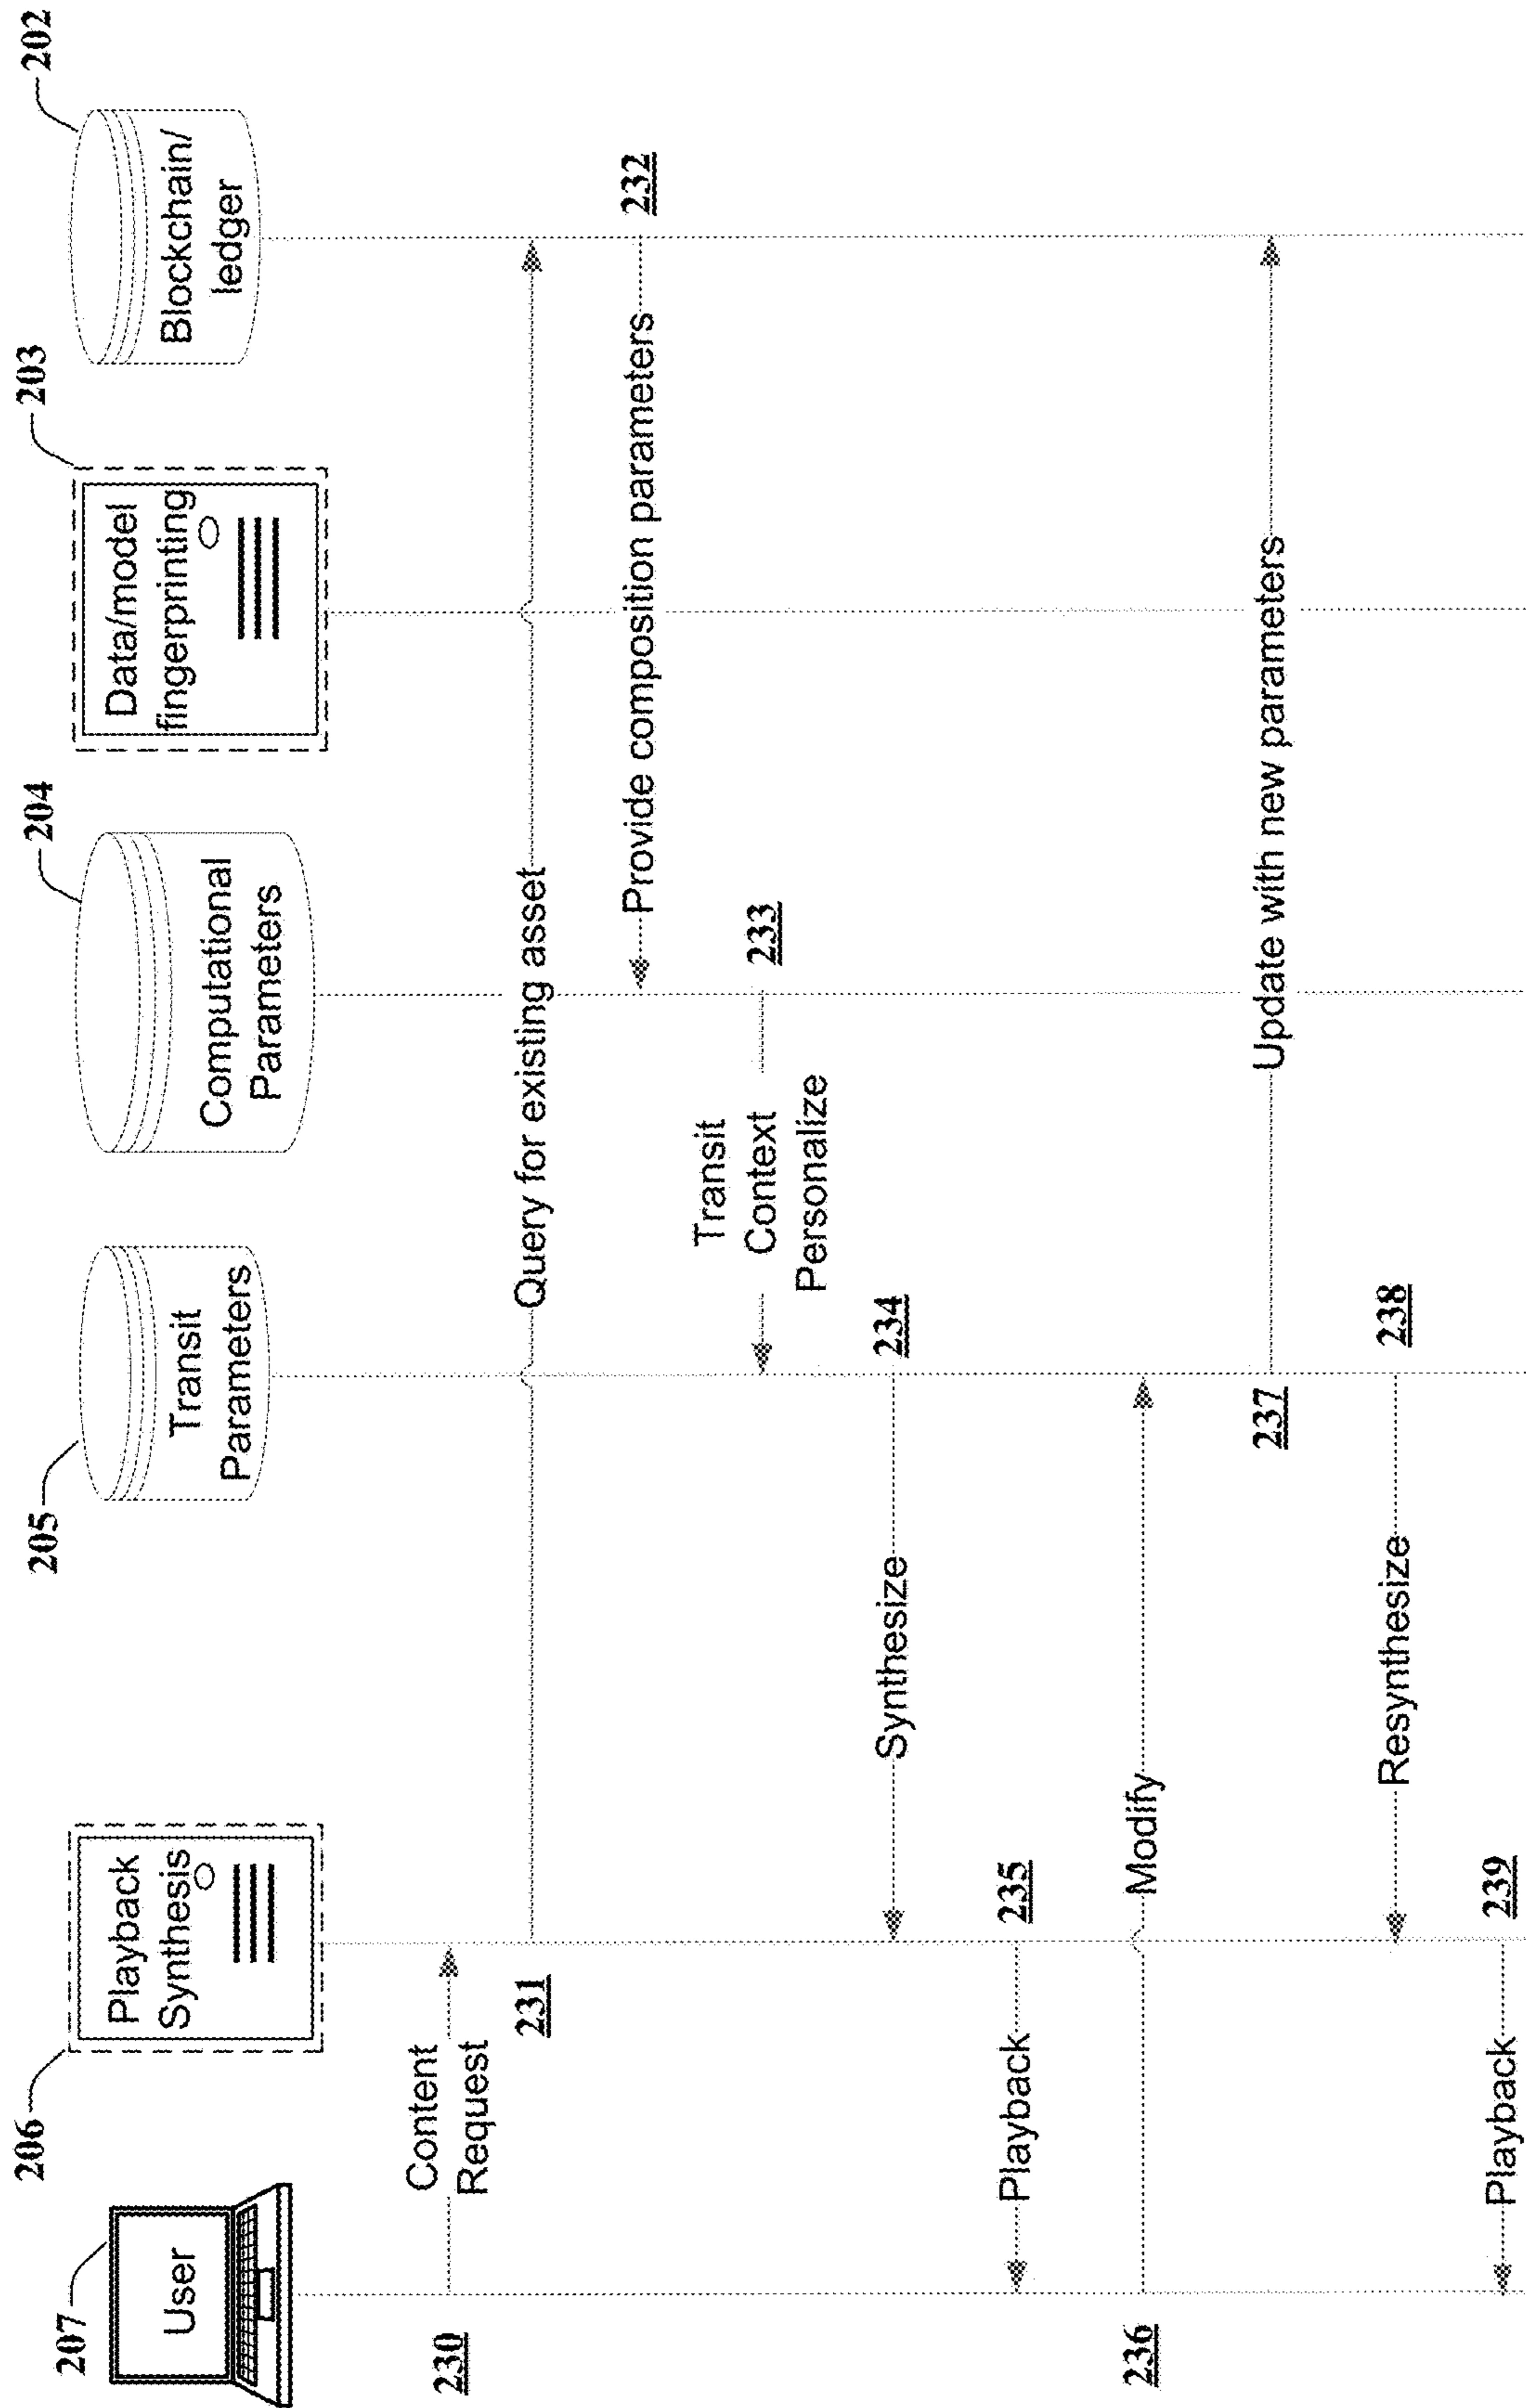 207
User
206
Playback
Synthesis
205
Transit
Parameters
204
Computational
Parameters
203
Data/model
fingerprinting
202
Blockchain/
ledger
230
Content
Request
231
Query for existing asset
232
Provide composition parameters
233
Transit
Context
Personalize
234
Synthesize
235
Playback
236
Modify
237
Update with new parameters
238
Resynthesize
239
Playback